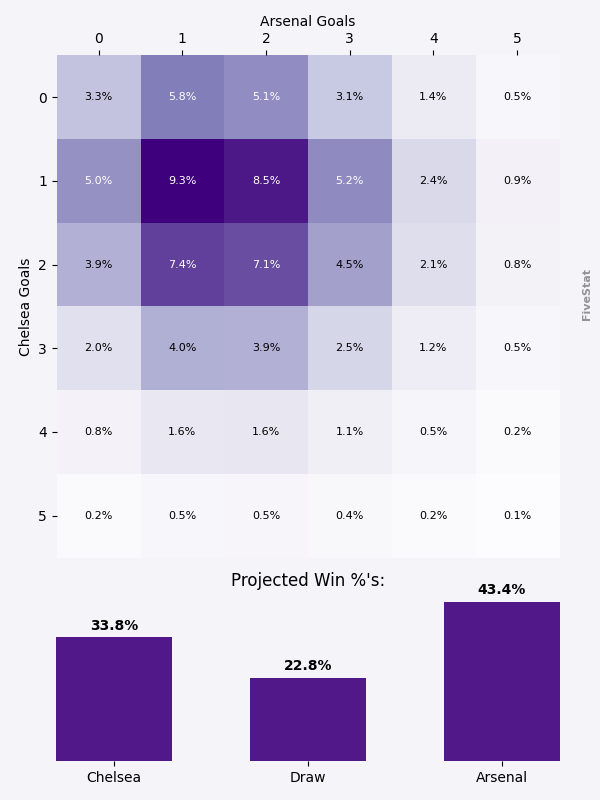 Arsenal Goals
0 1 2 3 4 5
0 3.3% 5.8% 5.1% 3.1% 1.4% 0.5%
1 5.0% 9.3% 8.5% 5.2% 2.4% 0.9%
2 3.9% 7.4% 7.1% 4.5% 2.1% 0.8%
3 2.0% 4.0% 3.9% 2.5% 1.2% 0.5%
4 0.8% 1.6% 1.6% 1.1% 0.5% 0.2%
5 0.2% 0.5% 0.5% 0.4% 0.2% 0.1%
Chelsea Goals
FiveStat
Projected Win %'s:
33.8% 22.8% 43.4%
Chelsea Draw Arsenal